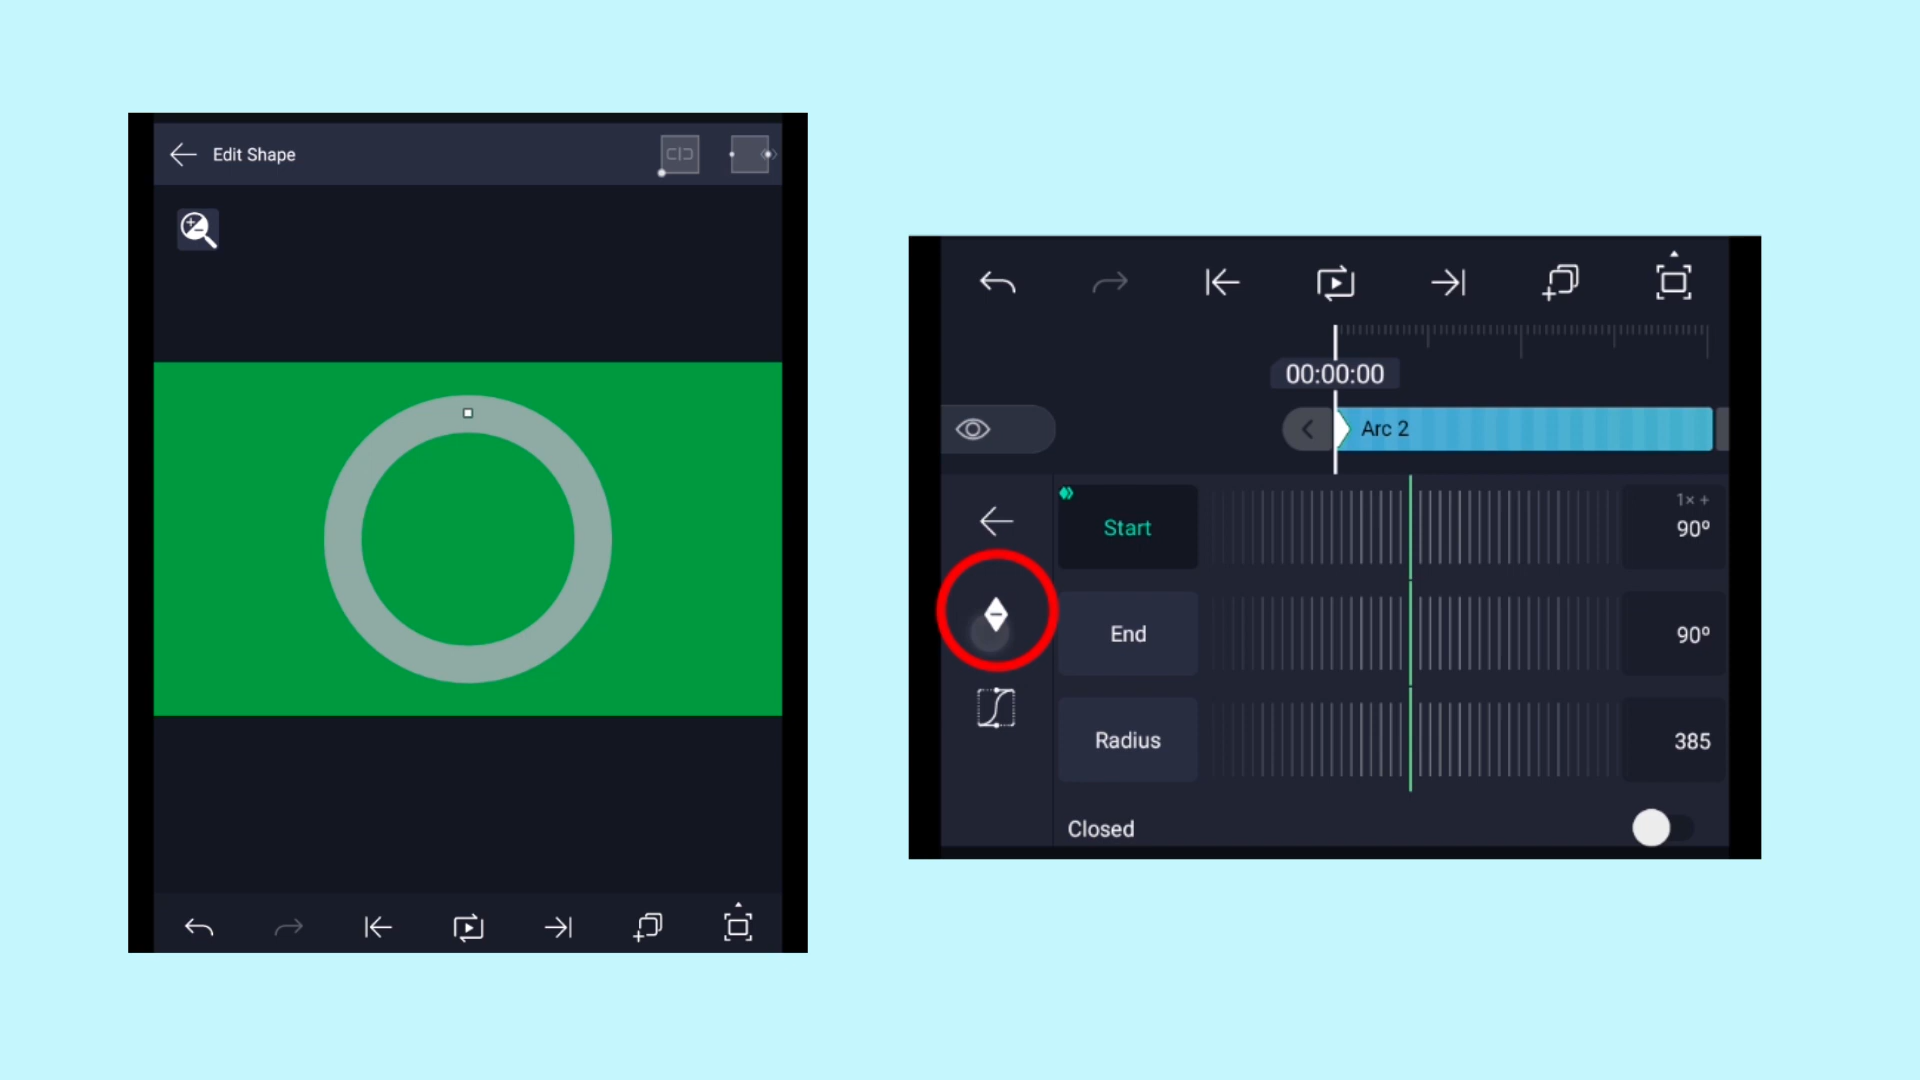 Edit Shape
00:00:00
Arc 2
Start
1× +
90º
End
90º
Radius
385
Closed